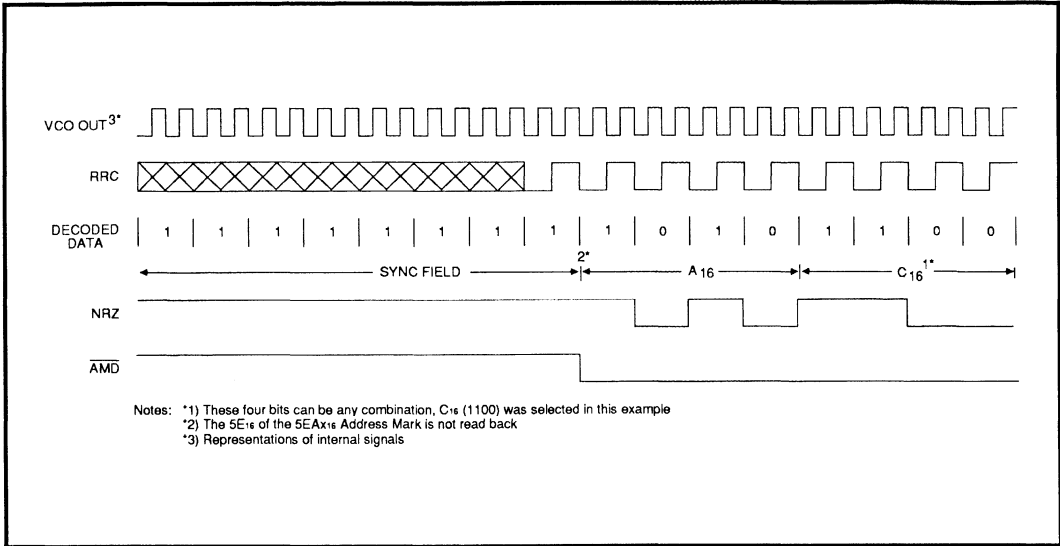 VCO OUT3*
RRC
DECODED DATA 1 1 1 1 1 1 1 1 1 0 1 0 1 1 0 0
2*
SYNC FIELD A16 C16 1*
NRZ
AMD
Notes: *1) These four bits can be any combination, C16 (1100) was selected in this example
*2) The 5E16 of the 5EAx16 Address Mark is not read back
*3) Representations of internal signals